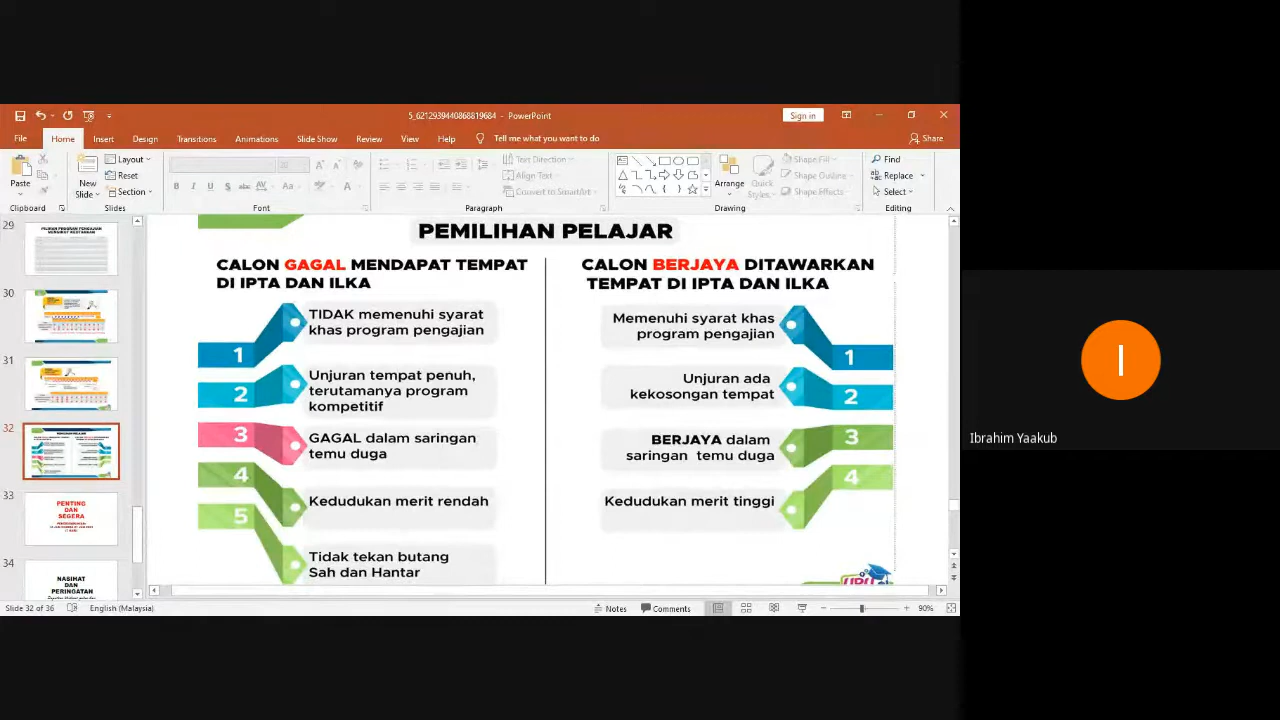 5_6212939440868819684 - PowerPoint
Sign in
File Home Insert Design Transitions Animations Slide Show Review View Help Tell me what you want to do
Share
Paste
Clipboard
New
Slide
Layout
Reset
Section
Slides
Font
Text Direction
Align Text
Convert to SmartArt
Paragraph
Arrange
Quick
Styles
Shape Fill
Shape Outline
Shape Effects
Drawing
Find
Replace
Select
Editing
29
30
31
32
33
PENTING
DAN
SEGERA
34
NASIHAT
DAN
PERINGATAN
PEMILIHAN PELAJAR
CALON GAGAL MENDAPAT TEMPAT
DI IPTA DAN ILKA
1
TIDAK memenuhi syarat
khas program pengajian
2
Unjuran tempat penuh,
terutamanya program
kompetitif
3
GAGAL dalam saringan
temu duga
4
Kedudukan merit rendah
5
Tidak tekan butang
Sah dan Hantar
CALON BERJAYA DITAWARKAN
TEMPAT DI IPTA DAN ILKA
Memenuhi syarat khas
program pengajian
1
Unjuran ada
kekosongan tempat
2
BERJAYA dalam
saringan temu duga
3
Kedudukan merit tinggi
4
Slide 32 of 36
English (Malaysia)
Notes
Comments
90%
I
Ibrahim Yaakub